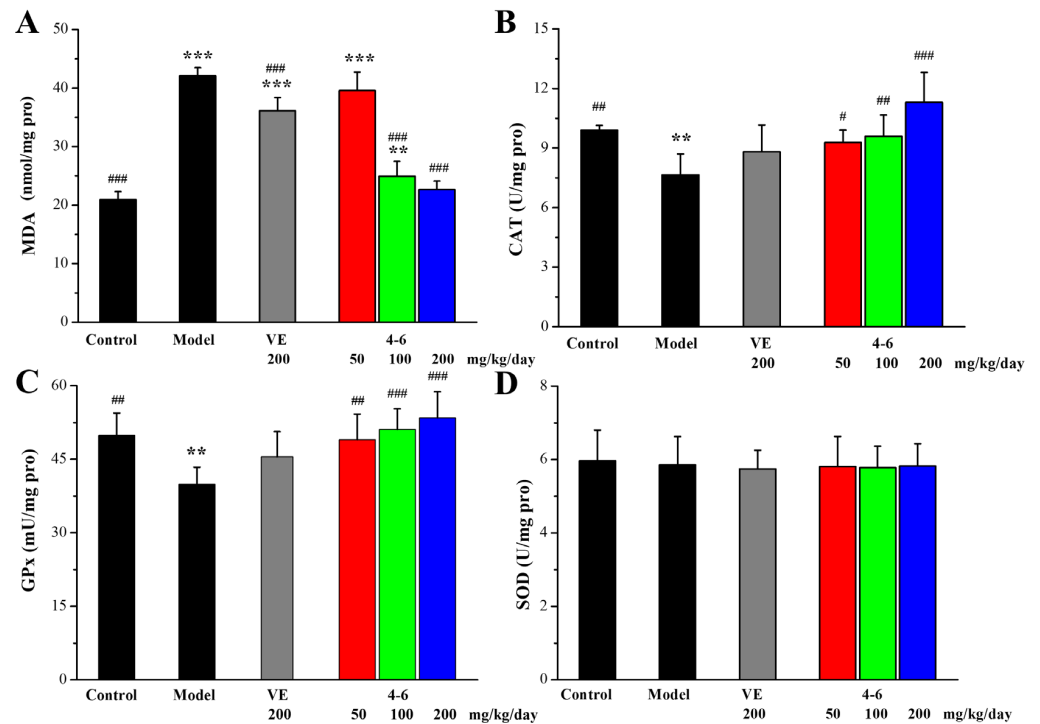 A
MDA (nmol/mg pro)
50
40
30
20
10
0
###
***
###
***
***
###
**
###
Control Model VE 4-6
200 50 100 200 mg/kg/day
B
CAT (U/mg pro)
15
12
9
6
3
0
##
**
#
##
###
Control Model VE 4-6
200 50 100 200 mg/kg/day
C
GPx (mU/mg pro)
60
45
30
15
0
##
**
##
###
###
Control Model VE 4-6
200 50 100 200 mg/kg/day
D
SOD (U/mg pro)
8
6
4
2
0
Control Model VE 4-6
200 50 100 200 mg/kg/day